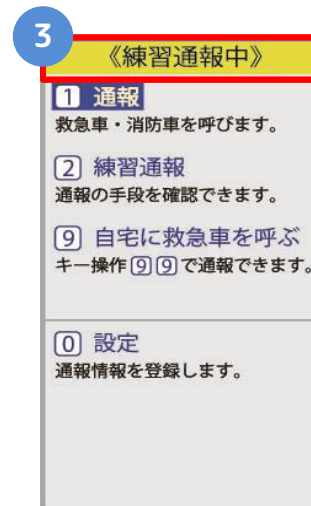 3
《練習通報中》
1 通報
救急車・消防車を呼びます。
2 練習通報
通報の手段を確認できます。
9 自宅に救急車を呼ぶ
キー操作99で通報できます。
0 設定
通報情報を登録します。